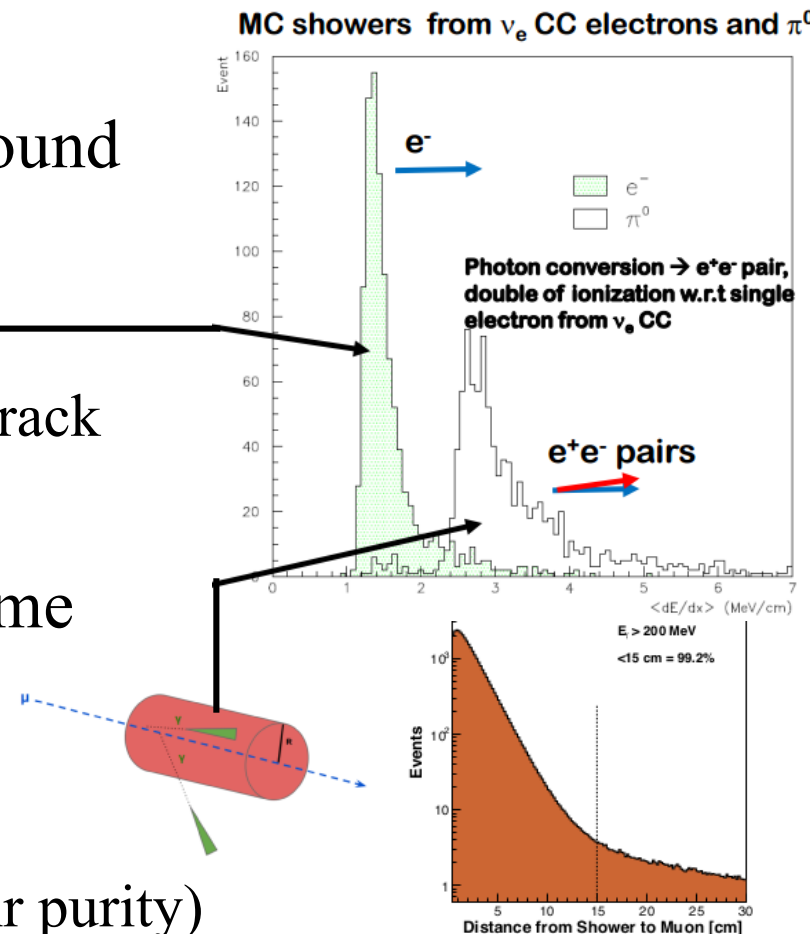 MC showers from νe CC electrons and π0
160
Event
140
ound
e-
120
e−
π0
100
Photon conversion → e+e- pair,
double of ionization w.r.t single
electron from νe CC
80
60
rack
40
e+e- pairs
20
0
0 1 2 3 4 5 6 7
<dE/dx> (MeV/cm)
me
E > 200 MeV
<15 cm = 99.2%
10³
μ
γ
R
γ
Events
10²
10
1
5 10 15 20 25 30
Distance from Shower to Muon [cm]
r purity)